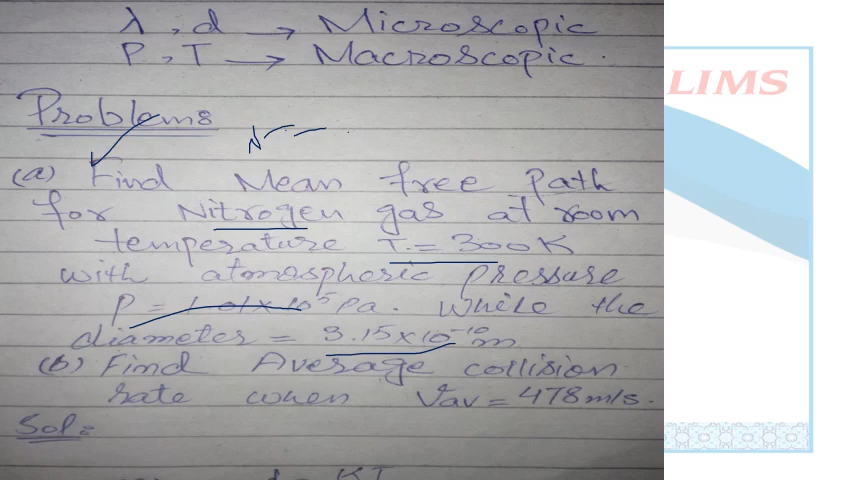 λ, d → Microscopic
P, T → Macroscopic.
LIMS
Problems
(a) Find Mean free path
for Nitrogen gas at room
temperature T = 300K
with atmospheric pressure
P = 1.01×10⁵ Pa. while the
diameter = 3.15×10⁻¹⁰ m
(b) Find Average collision
rate when Vav = 478 m/s.
Sol:
KT